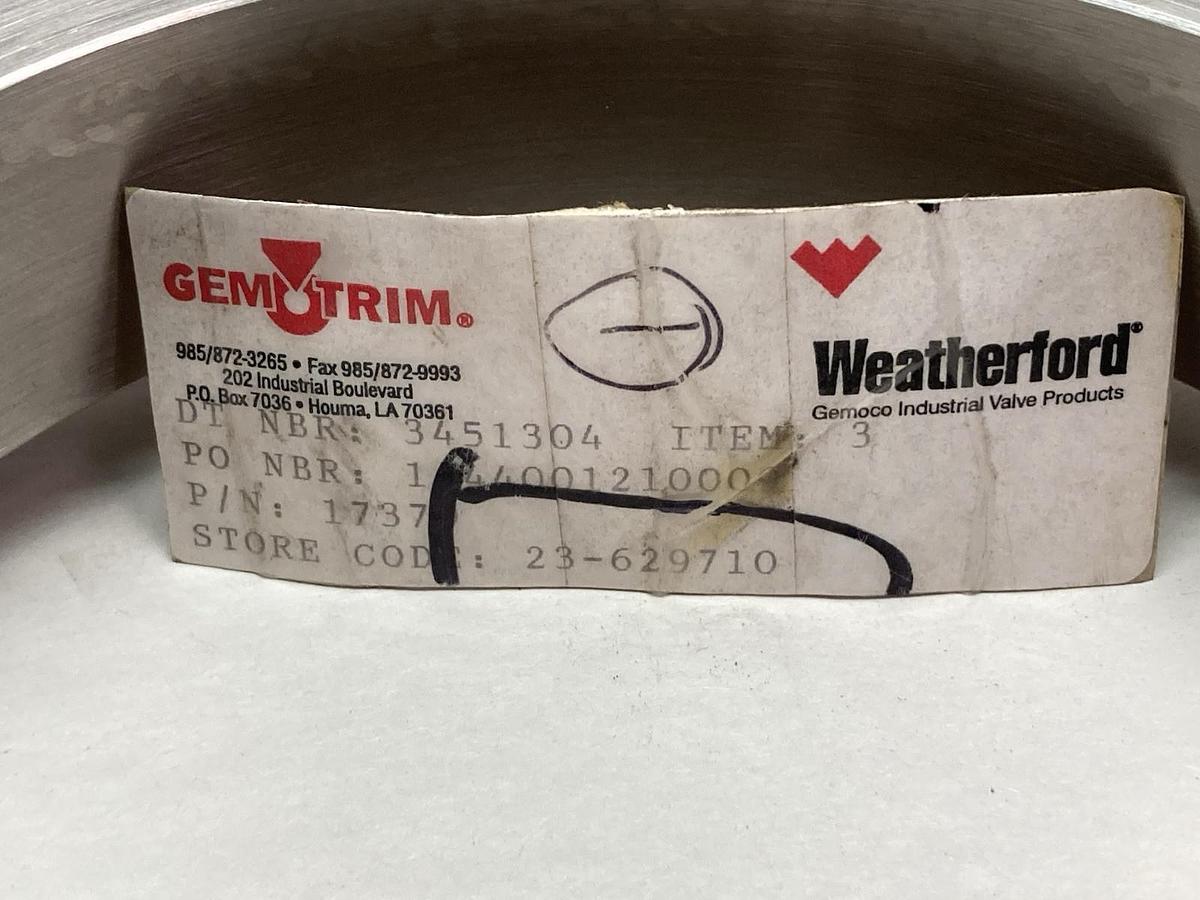 GEMOTRIM®
985/872-3265 • Fax 985/872-9993
202 Industrial Boulevard
P.O. Box 7036 • Houma, LA 70361
Weatherford®
Gemoco Industrial Valve Products
DT NBR: 3451304 ITEM: 3
PO NBR:
P/N: 1737
STORE CODE: 23-629710